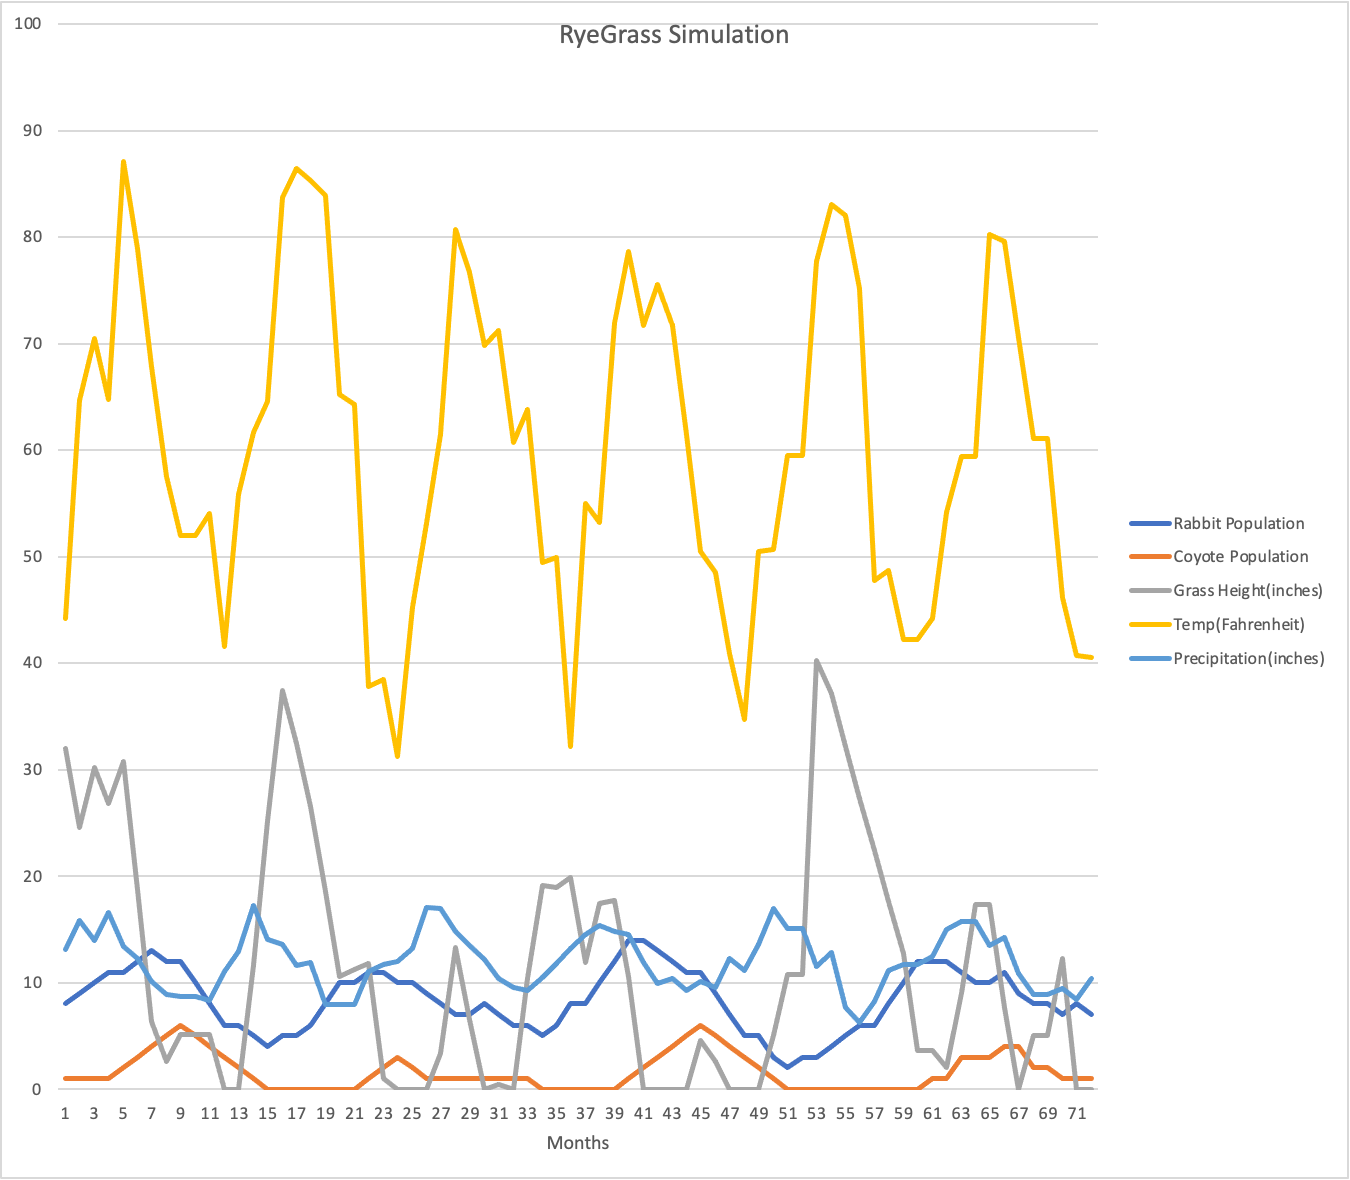 RyeGrass Simulation
100
90
80
70
60
50
40
30
20
10
0
Rabbit Population
Coyote Population
Grass Height(inches)
Temp(Fahrenheit)
Precipitation(inches)
1 3 5 7 9 11 13 15 17 19 21 23 25 27 29 31 33 35 37 39 41 43 45 47 49 51 53 55 57 59 61 63 65 67 69 71
Months